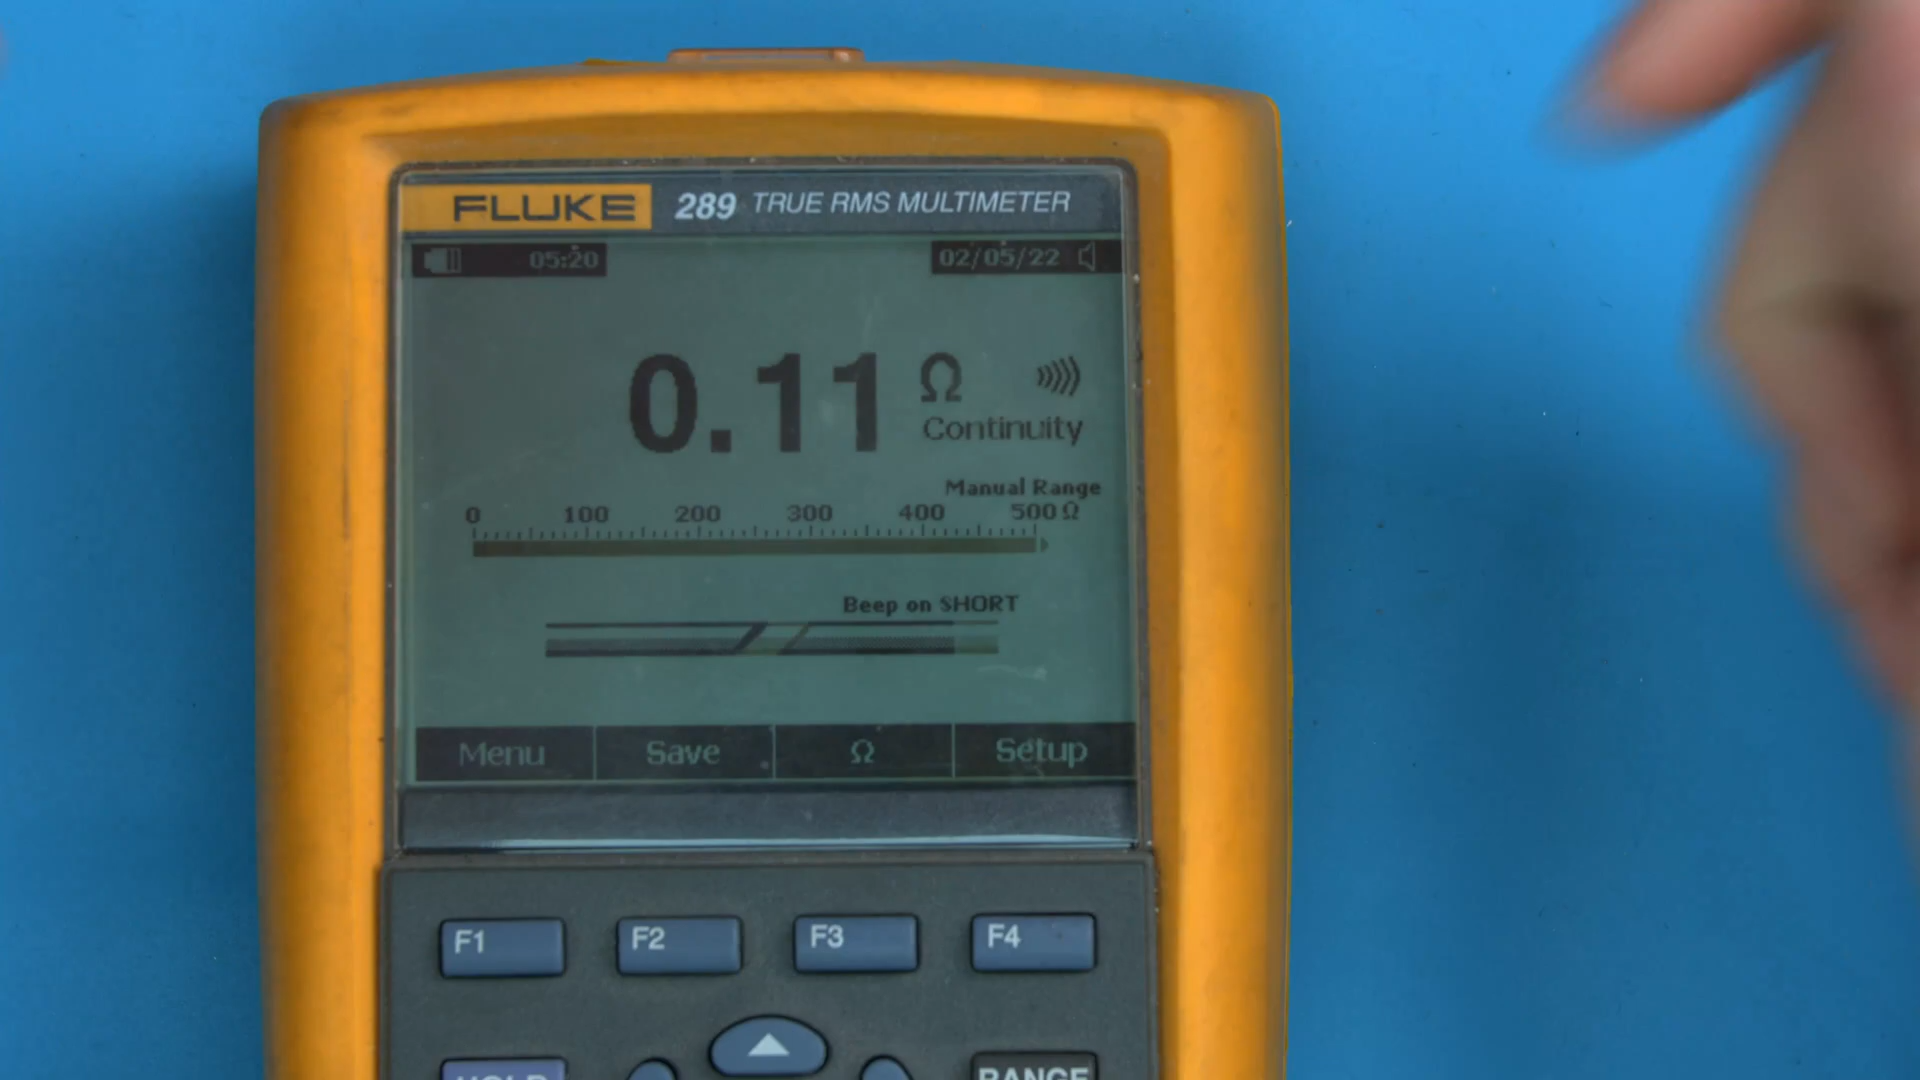 FLUKE 289 TRUE RMS MULTIMETER
05:20 02/05/22
0.11 Ω
Continuity
Manual Range
0 100 200 300 400 500 Ω
Beep on SHORT
Menu Save Ω Setup
F1 F2 F3 F4
HOLD RANGE